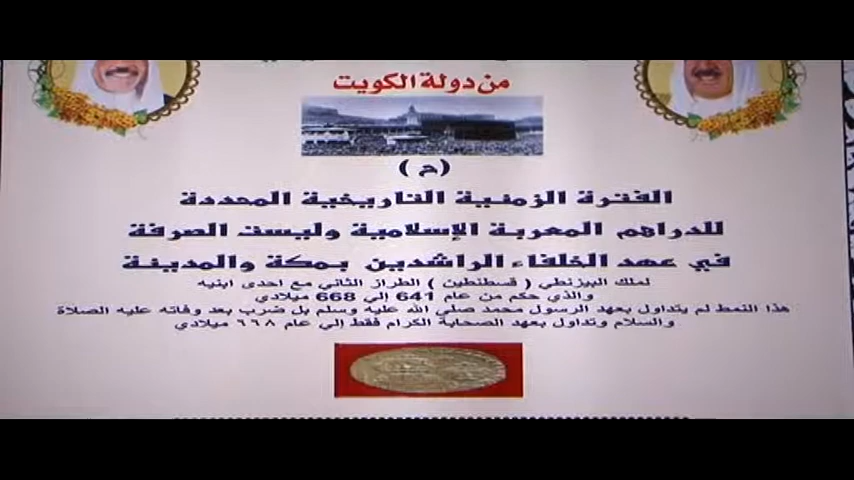 من دولة الكويت
(ح)
الفترة الزمنية التاريخية المحددة
للدراهم المعربة الإسلامية وليست الصرفة
في عهد الخلفاء الراشدين بمكة والمدينة
لملك البيزنطي ( قسطنطين ) الطراز الثاني مع احدى ابنيه
والذي حكم من عام 641 إلي 668 ميلادي
هذا النمط لم يتداول بعهد الرسول محمد صلي الله عليه وسلم بل ضرب بعد وفاته عليه الصلاة
والسلام وتداول بعهد الصحابة الكرام فقط إلي عام ٦٦٨ ميلادي